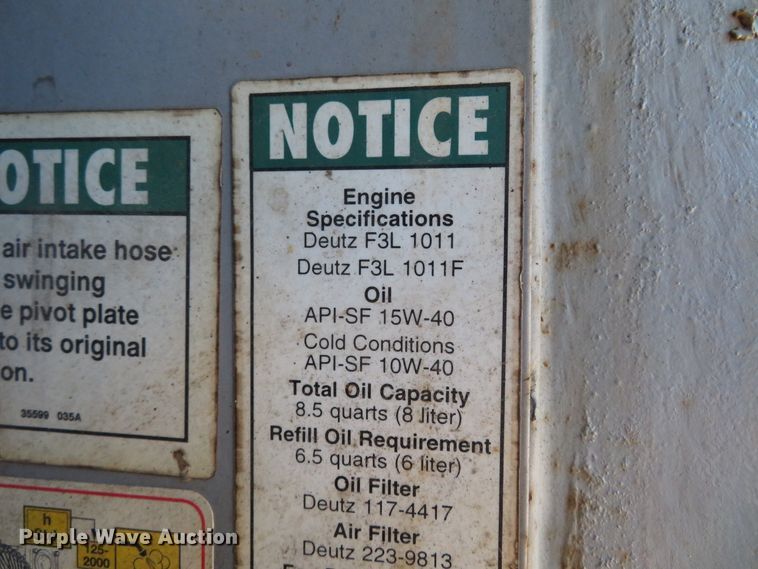 OTICE
air intake hose
swinging
e pivot plate
to its original
on.
35599 035A
NOTICE
Engine
Specifications
Deutz F3L 1011
Deutz F3L 1011F
Oil
API-SF 15W-40
Cold Conditions
API-SF 10W-40
Total Oil Capacity
8.5 quarts (8 liter)
Refill Oil Requirement
6.5 quarts (6 liter)
Oil Filter
Deutz 117-4417
Air Filter
Deutz 223-9813
h
125-
2000
Purple Wave Auction